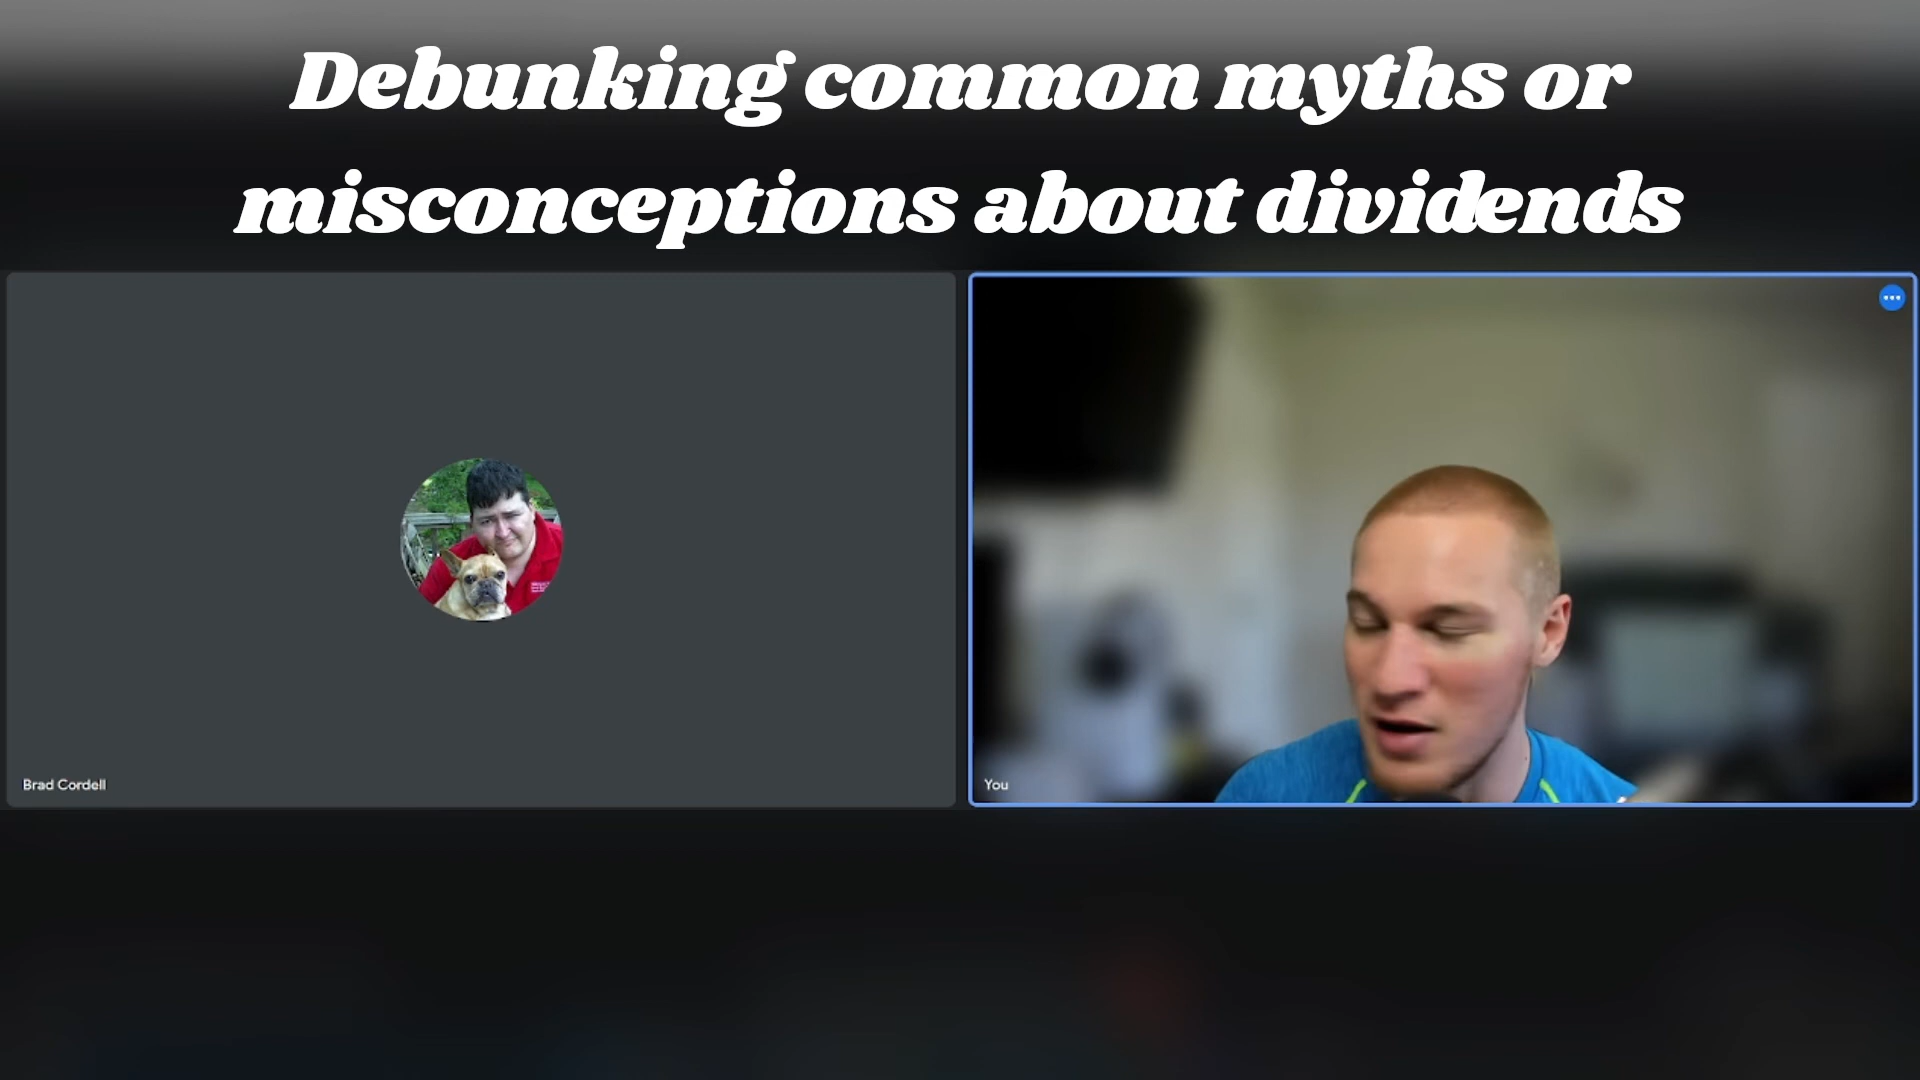 Debunking common myths or
misconceptions about dividends
Brad Cordell
You